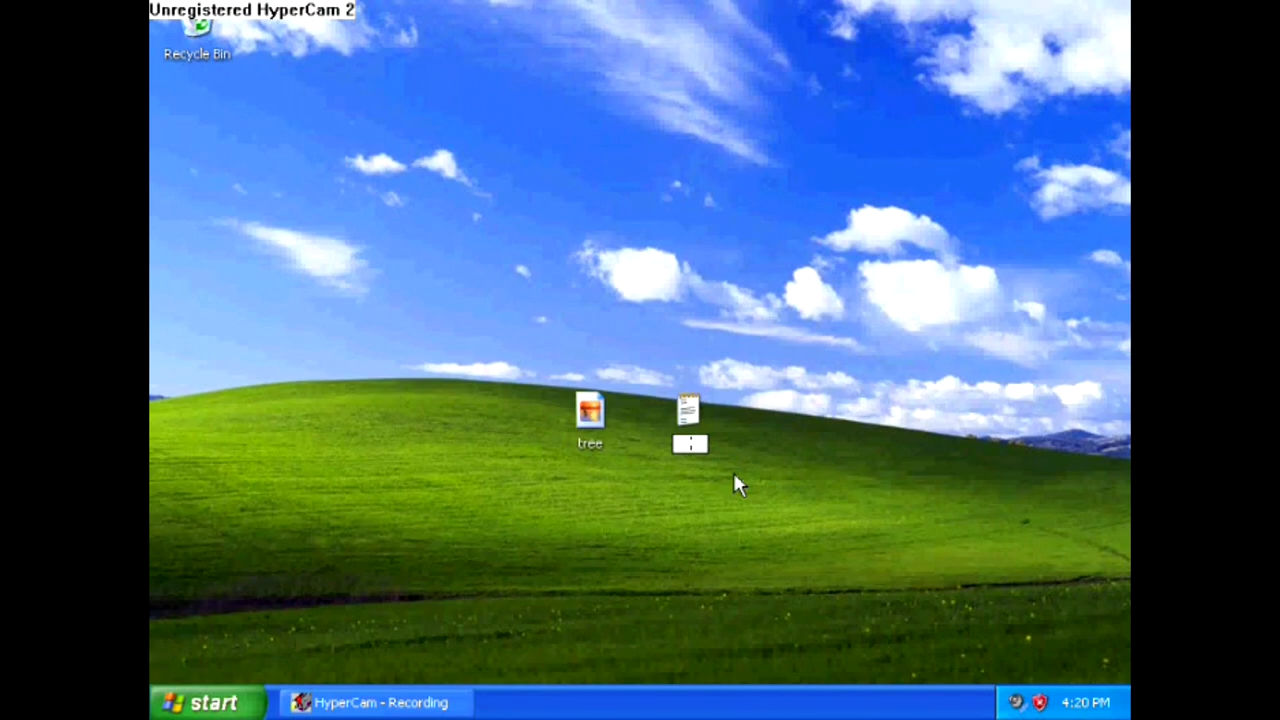 Unregistered HyperCam 2
Recycle Bin
tree
start
HyperCam - Recording
4:20 PM